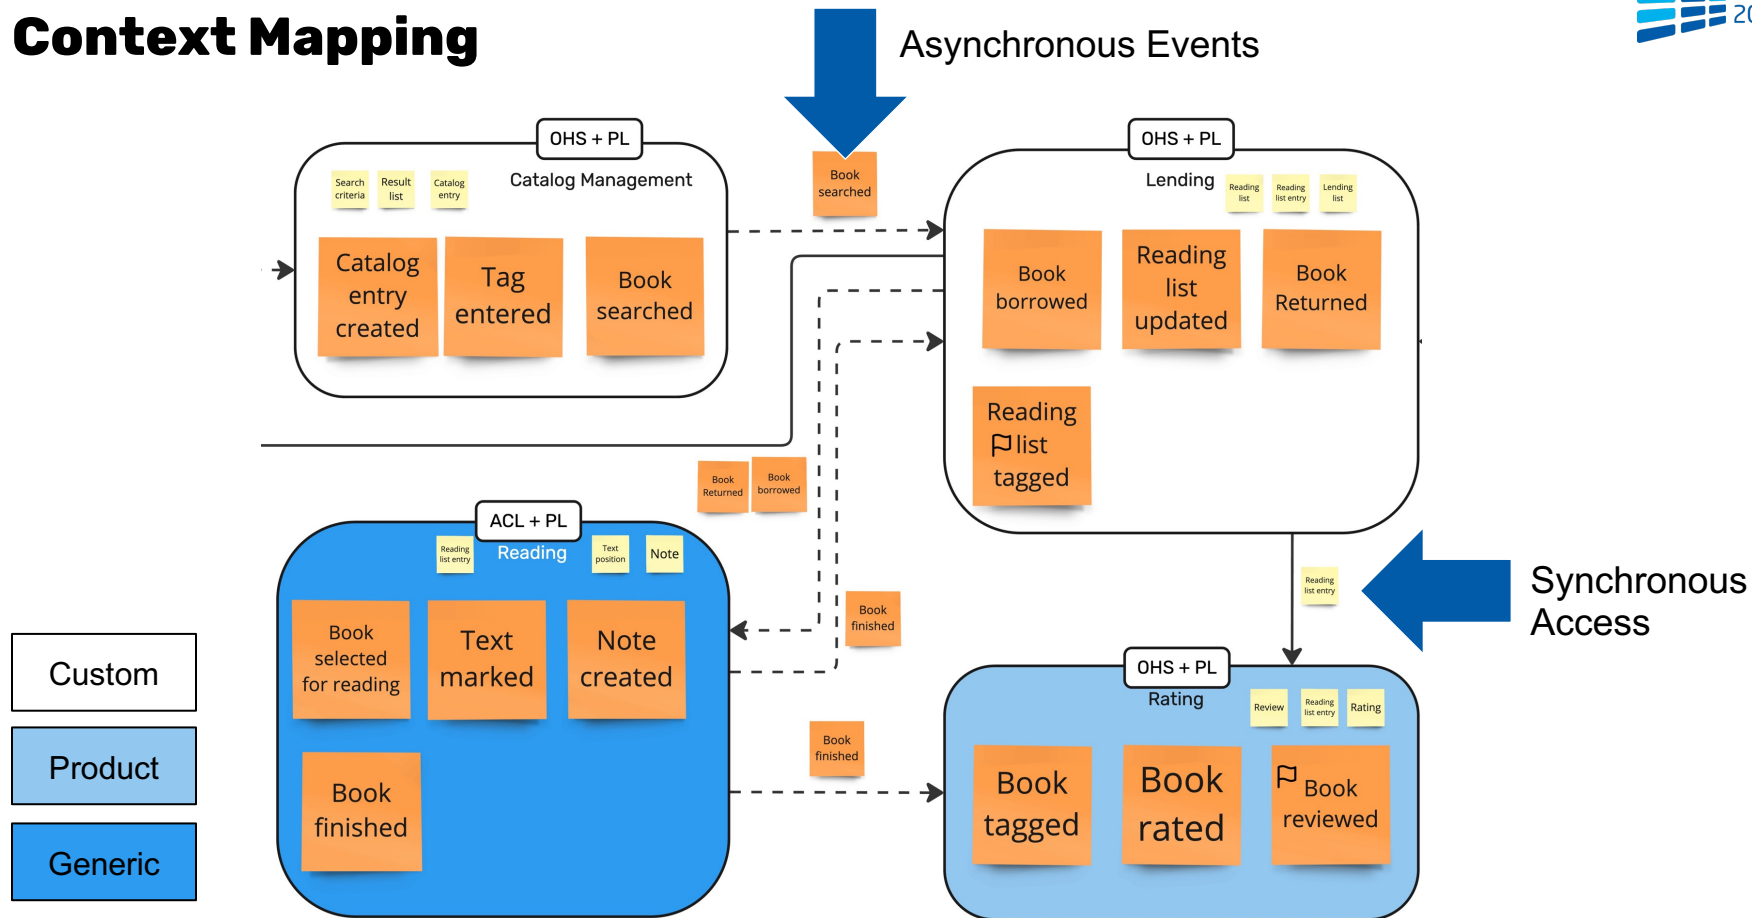 Context Mapping
Asynchronous Events
20
OHS + PL
Catalog Management
Search
criteria
Result
list
Catalog
entry
Catalog
entry
created
Tag
entered
Book
searched
Book
searched
OHS + PL
Lending
Reading
list
Reading
list entry
Lending
list
Book
borrowed
Reading
list
updated
Book
Returned
Reading
list
tagged
Book
Returned
Book
borrowed
ACL + PL
Reading
Reading
list entry
Text
position
Note
Book
selected
for reading
Text
marked
Note
created
Book
finished
Book
finished
Book
finished
Reading
list entry
Synchronous
Access
OHS + PL
Rating
Review
Reading
list entry
Rating
Book
tagged
Book
rated
Book
reviewed
Custom
Product
Generic